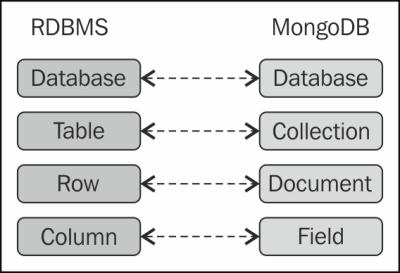 RDBMS MongoDB
Database Database
Table Collection
Row Document
Column Field